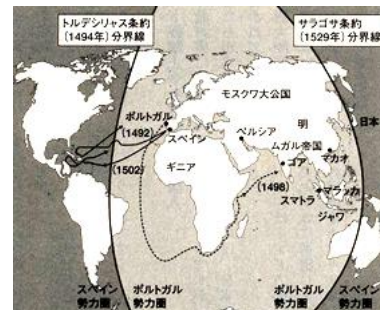 トルデシリャス条約
(1494年)分界線
サラゴサ条約
(1529年)分界線
モスクワ大公国
ポルトガル
(1492)
スペイン
ペルシア
明
日本
ムガル帝国
ゴア
マカオ
ギニア
(1502)
(1498)
マラッカ
スマトラ
ジャワ
スペイン
勢力圏
ポルトガル
勢力圏
ポルトガル
勢力圏
スペイン
勢力圏